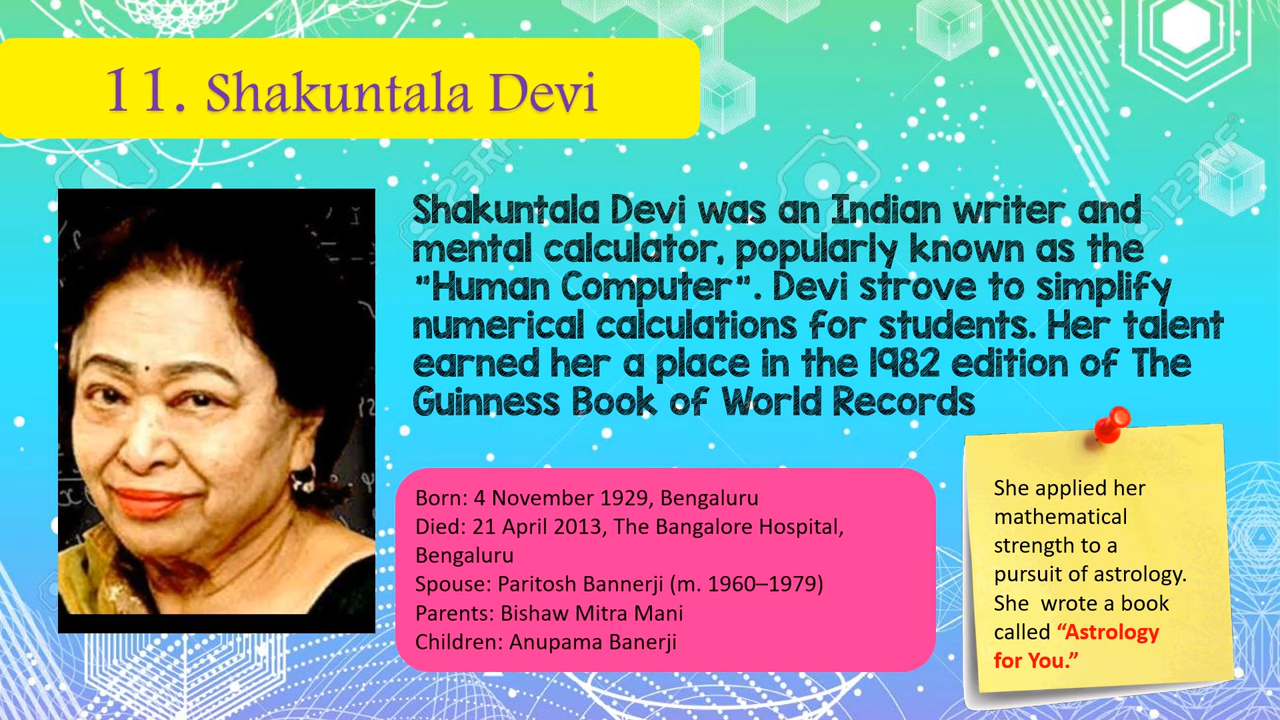 11. Shakuntala Devi
Shakuntala Devi was an Indian writer and
mental calculator, popularly known as the
"Human Computer". Devi strove to simplify
numerical calculations for students. Her talent
earned her a place in the 1982 edition of The
Guinness Book of World Records
Born: 4 November 1929, Bengaluru
Died: 21 April 2013, The Bangalore Hospital,
Bengaluru
Spouse: Paritosh Bannerji (m. 1960–1979)
Parents: Bishaw Mitra Mani
Children: Anupama Banerji
She applied her
mathematical
strength to a
pursuit of astrology.
She wrote a book
called “Astrology
for You.”
123RF
123RF